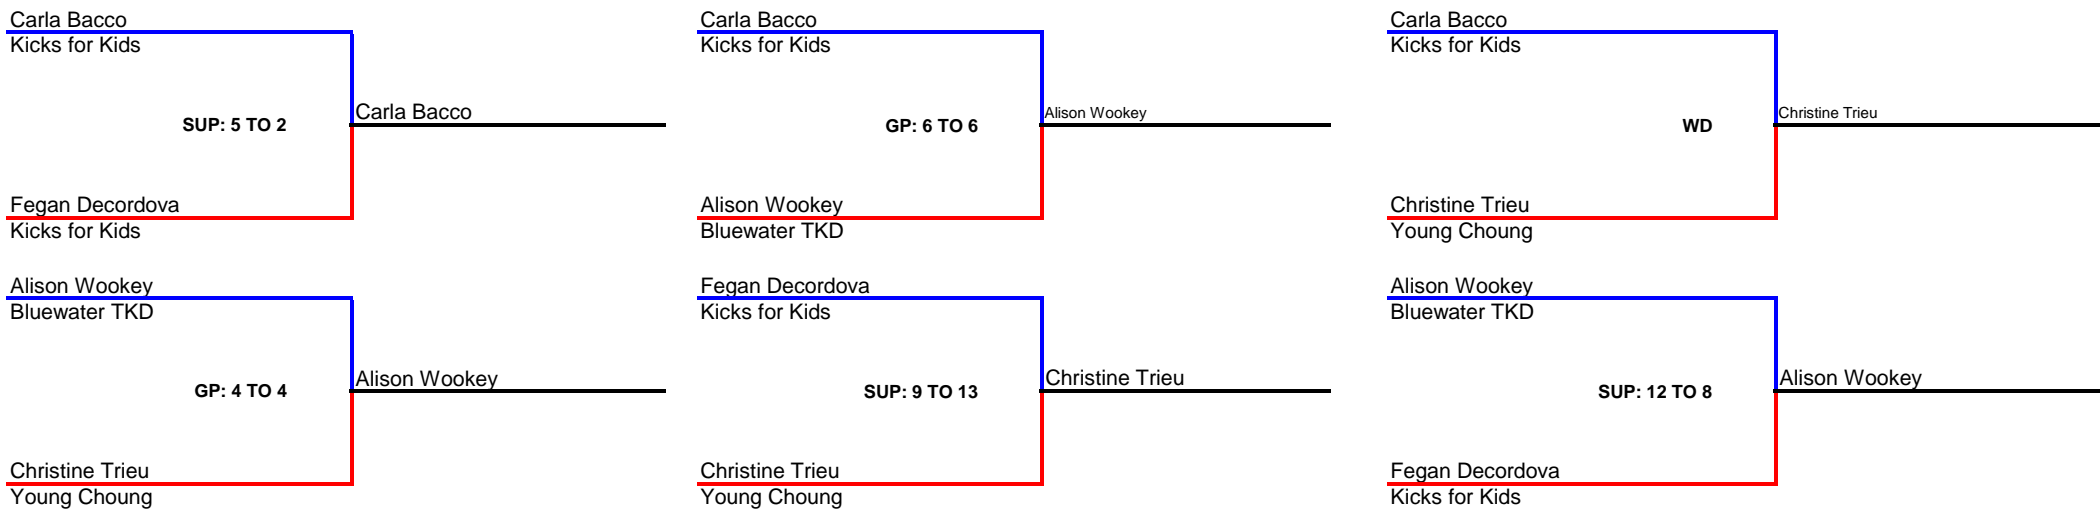 Carla Bacco
Kicks for Kids
SUP: 5 TO 2
Carla Bacco
Fegan Decordova
Kicks for Kids
Carla Bacco
Kicks for Kids
GP: 6 TO 6
Alison Wookey
Alison Wookey
Bluewater TKD
Carla Bacco
Kicks for Kids
WD
Christine Trieu
Christine Trieu
Young Choung
Alison Wookey
Bluewater TKD
GP: 4 TO 4
Alison Wookey
Christine Trieu
Young Choung
Fegan Decordova
Kicks for Kids
SUP: 9 TO 13
Christine Trieu
Christine Trieu
Young Choung
Alison Wookey
Bluewater TKD
SUP: 12 TO 8
Alison Wookey
Fegan Decordova
Kicks for Kids